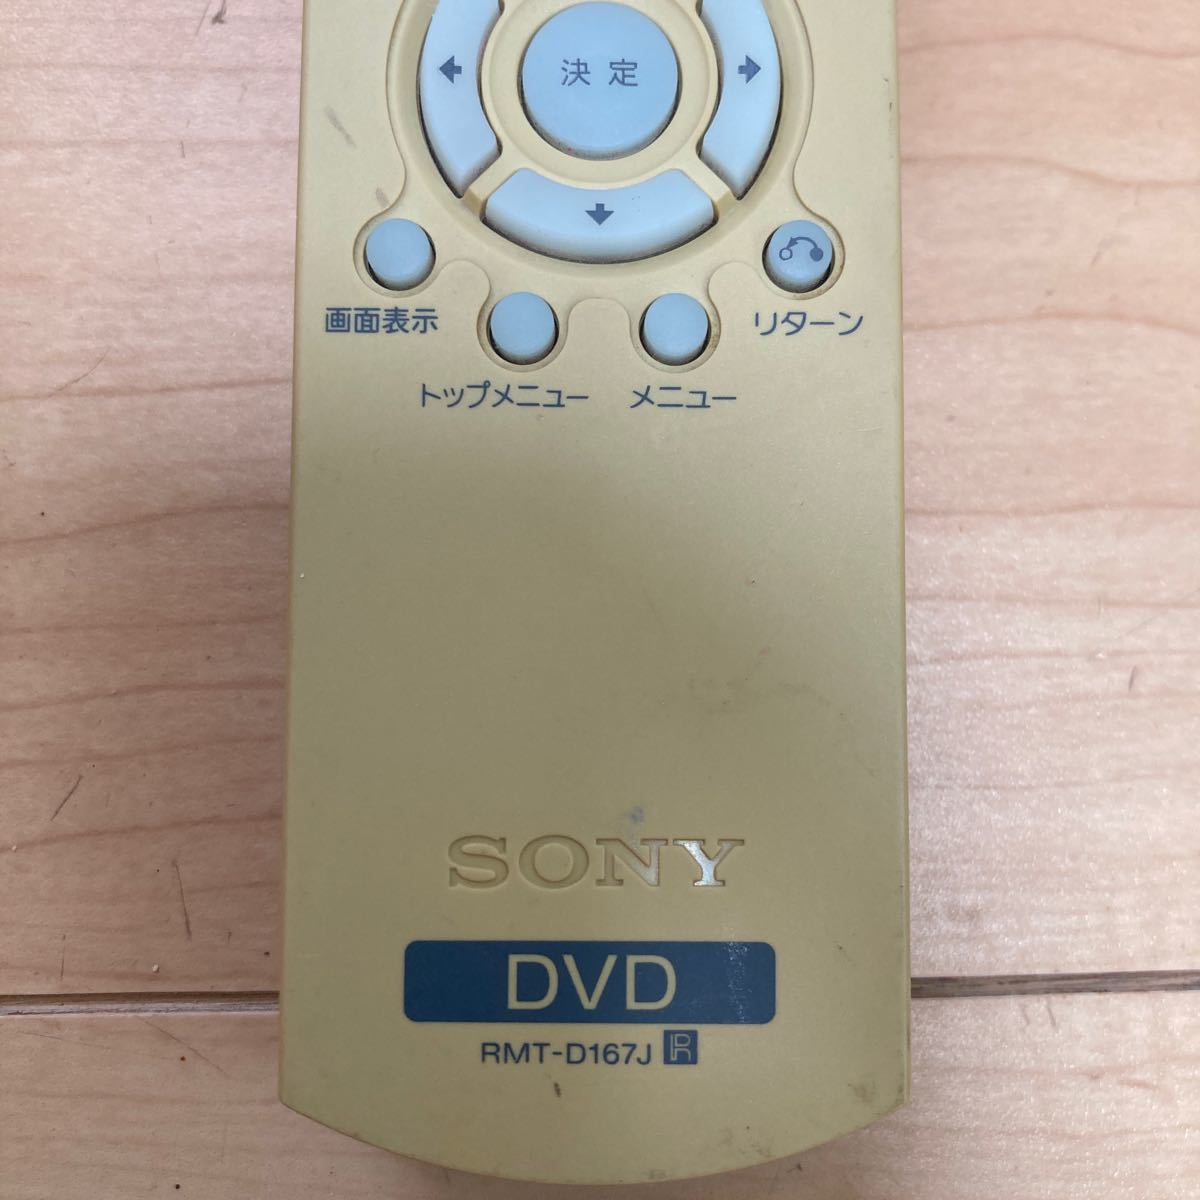 決定
画面表示
リターン
トップメニュー
メニュー
SONY
DVD
RMT-D167J R